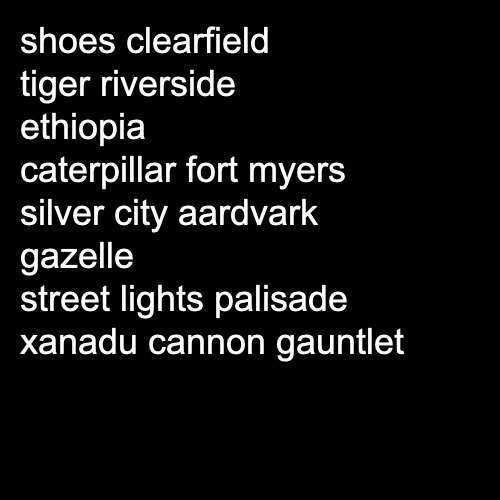 shoes clearfield
tiger riverside
ethiopia
caterpillar fort myers
silver city aardvark
gazelle
street lights palisade
xanadu cannon gauntlet